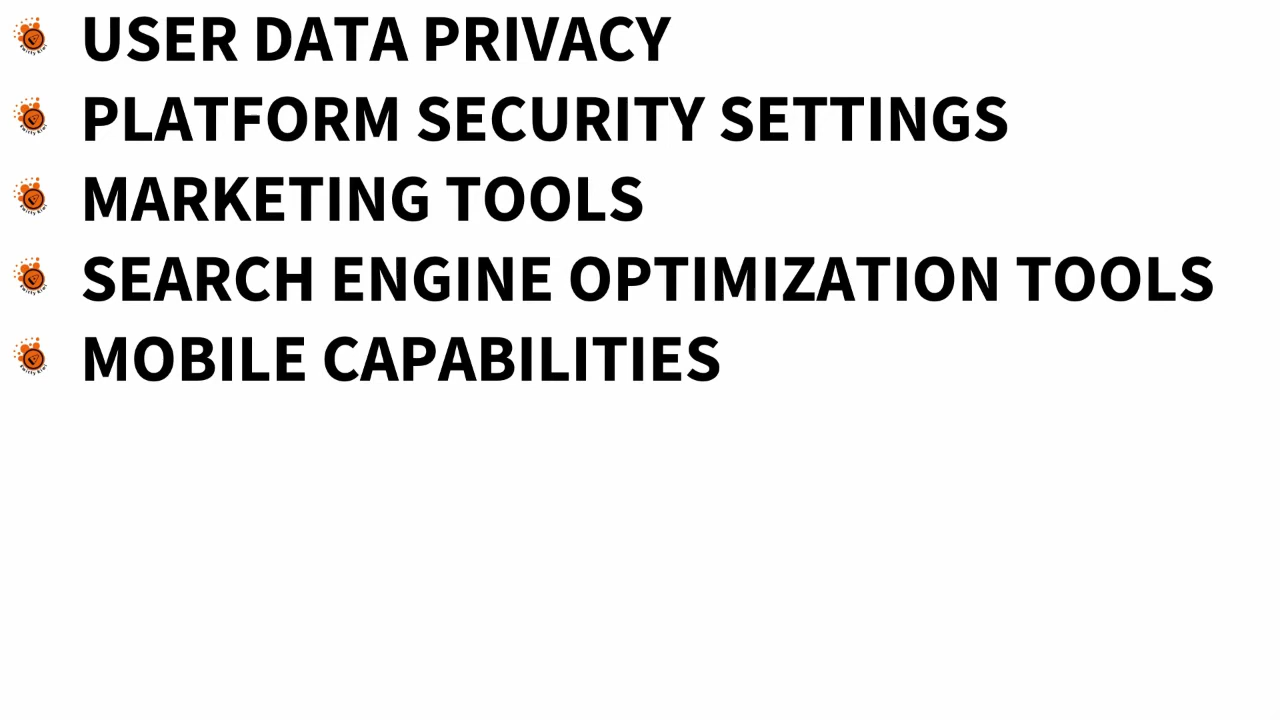 USER DATA PRIVACY
PLATFORM SECURITY SETTINGS
MARKETING TOOLS
SEARCH ENGINE OPTIMIZATION TOOLS
MOBILE CAPABILITIES